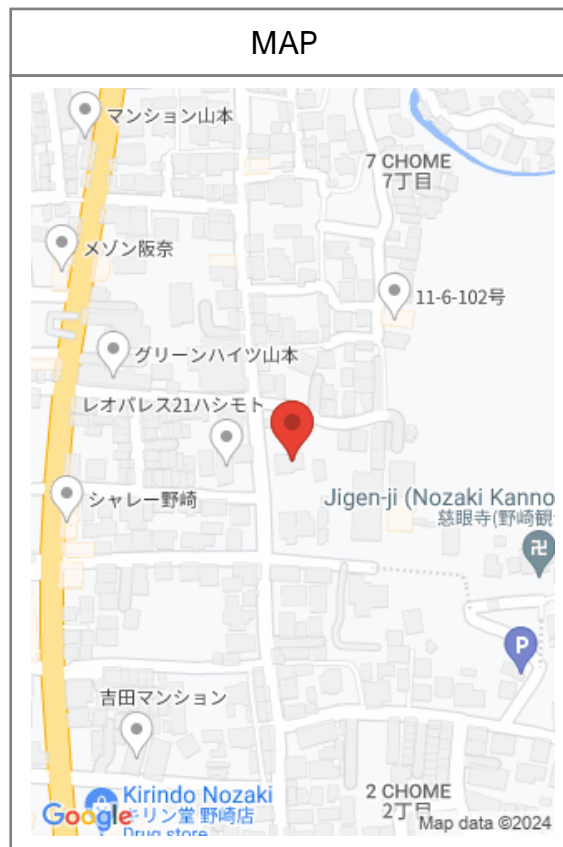 MAP
マンション山本
7 CHOME
7丁目
メゾン阪奈
11-6-102号
グリーンハイツ山本
レオパレス21ハシモト
Jigen-ji (Nozaki Kanno
慈眼寺(野崎観
シャレー野崎
P
吉田マンション
Kirindo Nozaki
キリン堂 野崎店
Drug store
2 CHOME
2丁目
Google
Map data ©2024